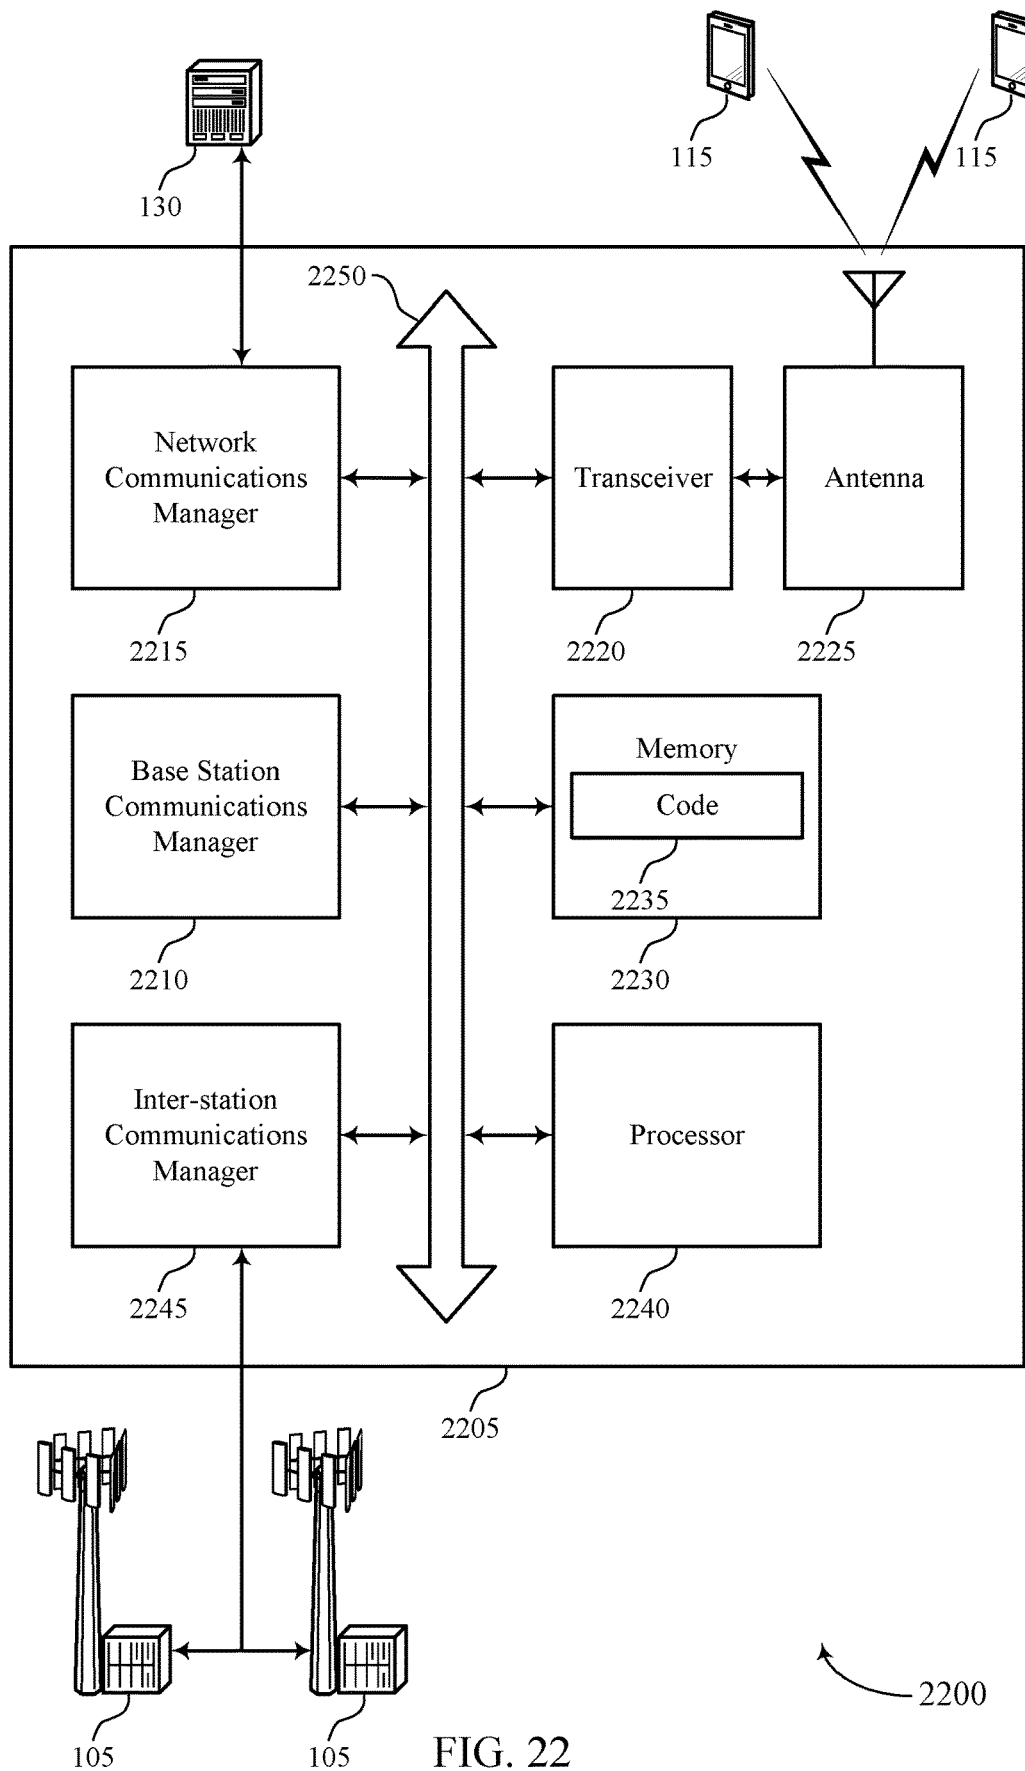 130
115
115
2250
Network
Communications
Manager
Transceiver
Antenna
2215
2220
2225
Base Station
Communications
Manager
Memory
Code
2235
2210
2230
Inter-station
Communications
Manager
Processor
2245
2240
2205
2200
105
105
FIG. 22